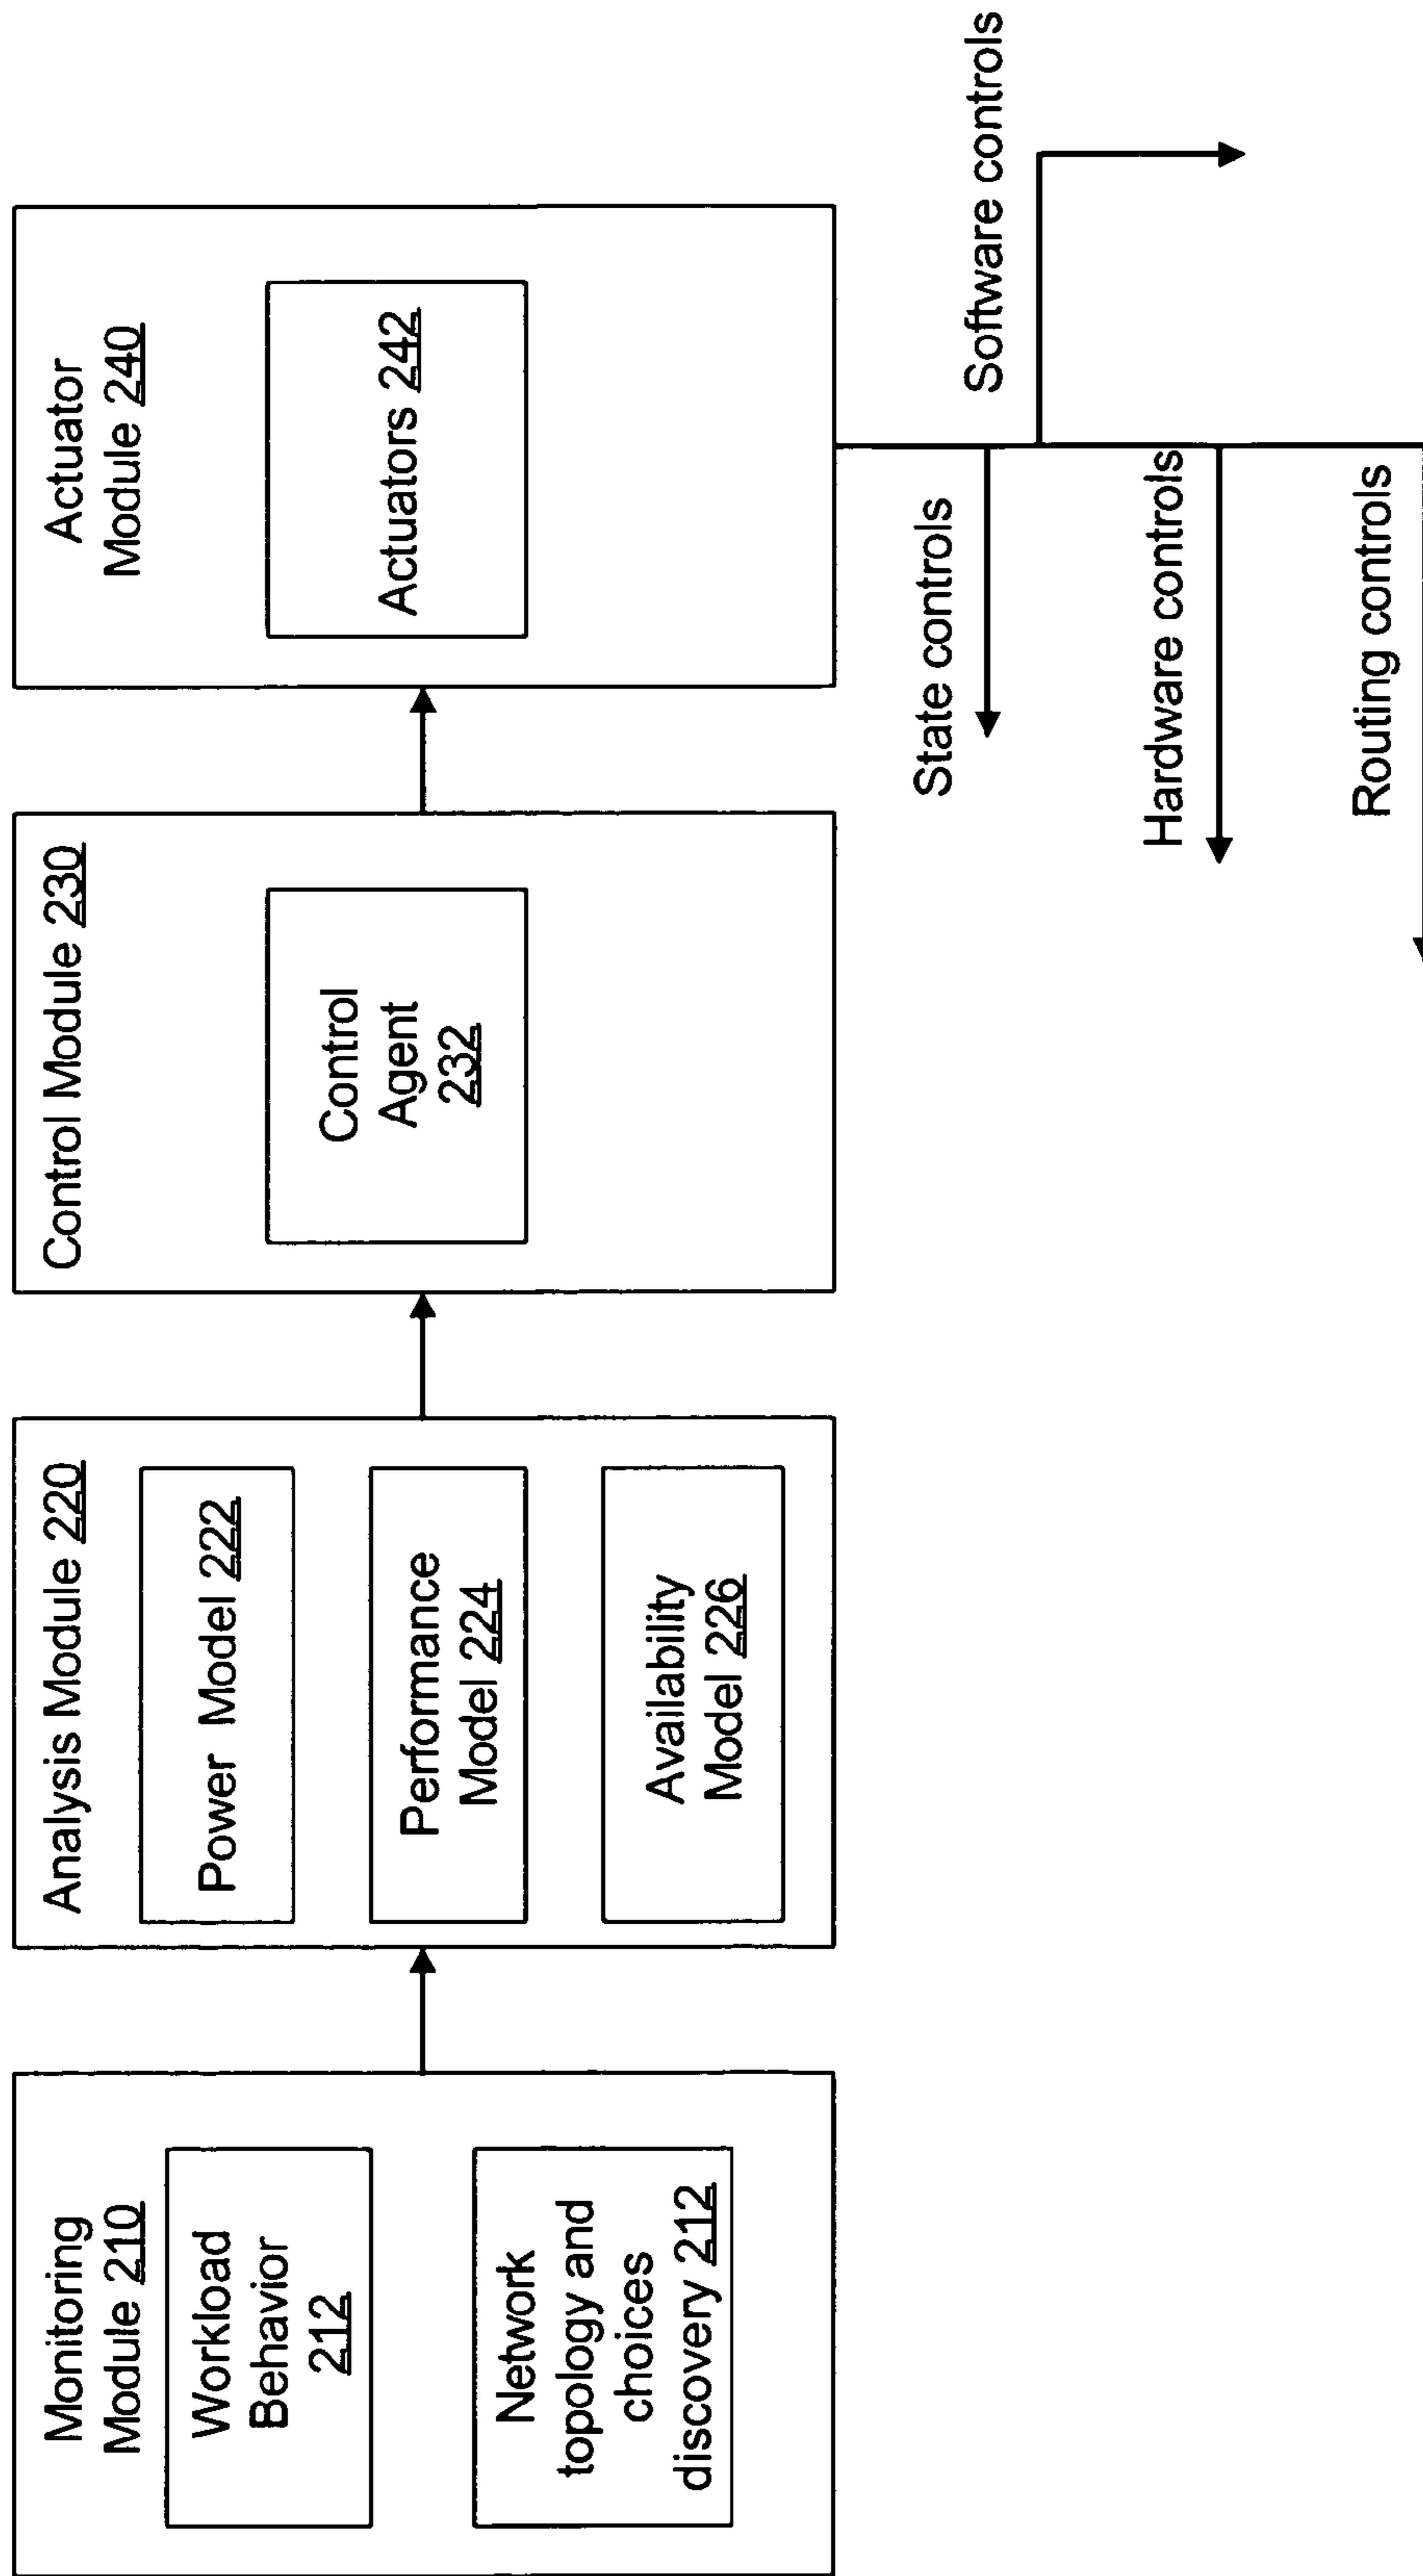 Monitoring
Module 210
Workload
Behavior
212
Network
topology and
choices
discovery 212
Analysis Module 220
Power Model 222
Performance
Model 224
Availability
Model 226
Control Module 230
Control
Agent
232
Actuator
Module 240
Actuators 242
State controls
Software controls
Hardware controls
Routing controls